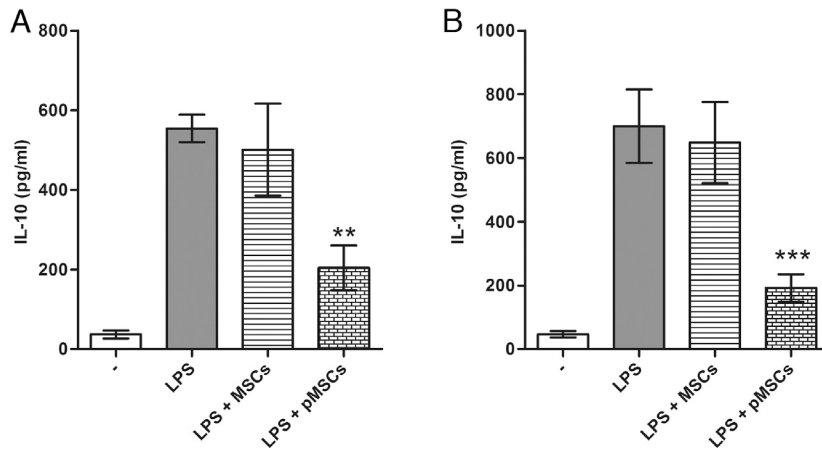 A
IL-10 (pg/ml)
800
600
400
200
0
**
-
LPS
LPS + MSCs
LPS + pMSCs
B
IL-10 (pg/ml)
1000
800
600
400
200
0
***
-
LPS
LPS + MSCs
LPS + pMSCs